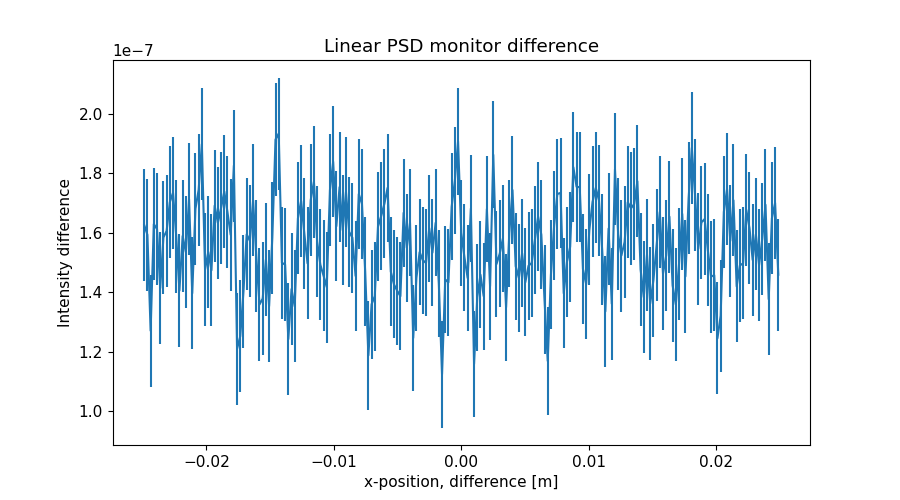 Linear PSD monitor difference
1e−7
2.0
1.8
1.6
1.4
1.2
1.0
Intensity difference
−0.02 −0.01 0.00 0.01 0.02
x-position, difference [m]